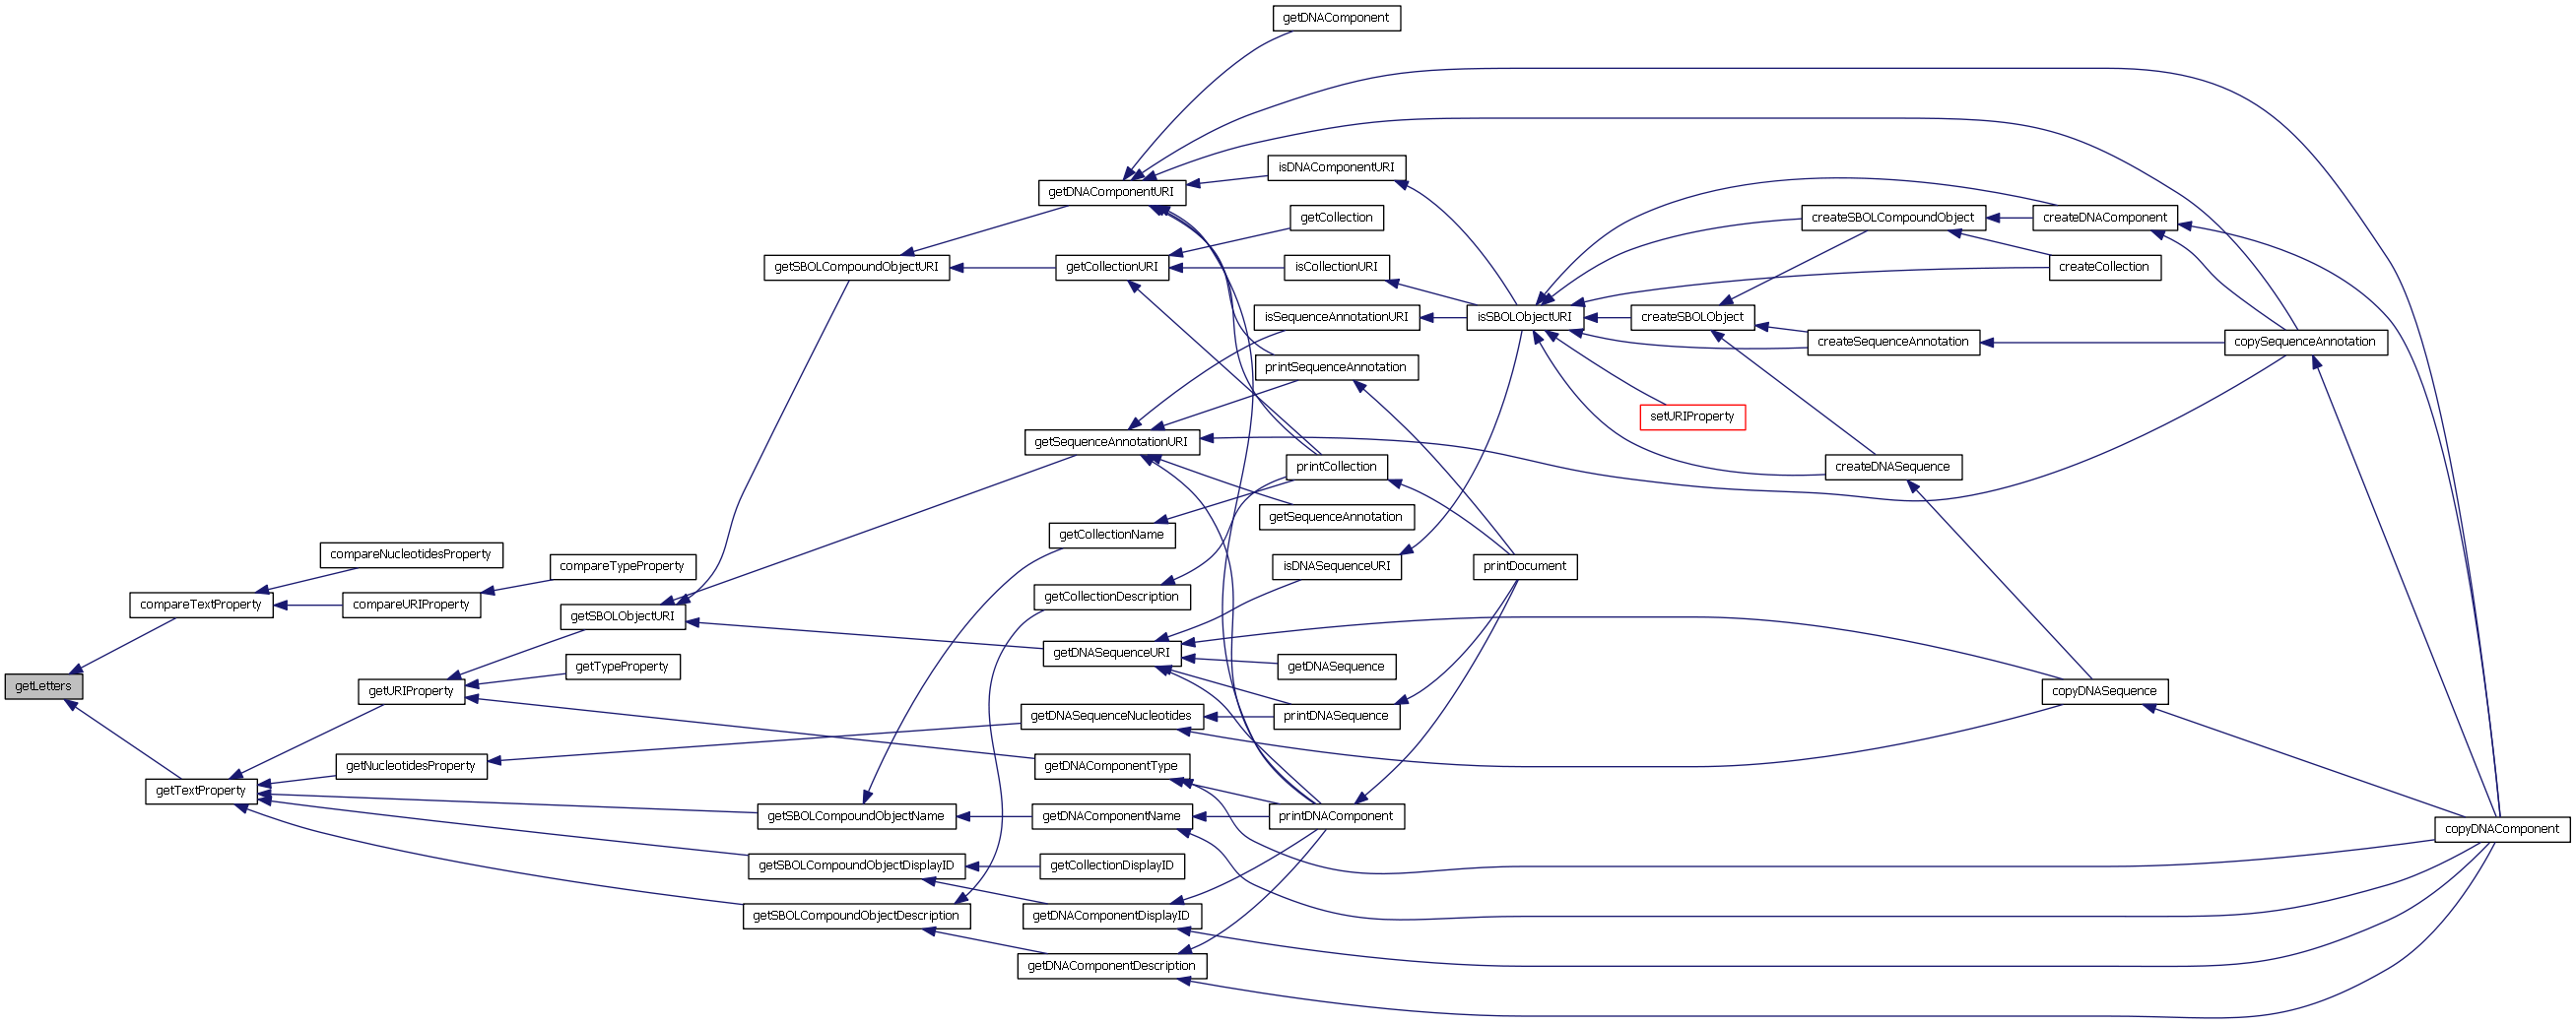 getLetters
compareTextProperty
compareNucleotidesProperty
compareURIProperty
compareTypeProperty
getTextProperty
getURIProperty
getNucleotidesProperty
getSBOLObjectURI
getTypeProperty
getSBOLCompoundObjectURI
getSBOLCompoundObjectName
getSBOLCompoundObjectDisplayID
getSBOLCompoundObjectDescription
getDNAComponentURI
getCollectionURI
getSequenceAnnotationURI
getCollectionName
getCollectionDescription
getDNASequenceURI
getDNASequenceNucleotides
getDNAComponentType
getDNAComponentName
getCollectionDisplayID
getDNAComponentDisplayID
getDNAComponentDescription
getDNAComponent
isDNAComponentURI
getCollection
isCollectionURI
isSequenceAnnotationURI
printSequenceAnnotation
printCollection
getSequenceAnnotation
isDNASequenceURI
getDNASequence
printDNASequence
printDNAComponent
isSBOLObjectURI
printDocument
createSBOLObject
setURIProperty
createSBOLCompoundObject
createSequenceAnnotation
createDNASequence
createDNAComponent
createCollection
copyDNASequence
copySequenceAnnotation
copyDNAComponent